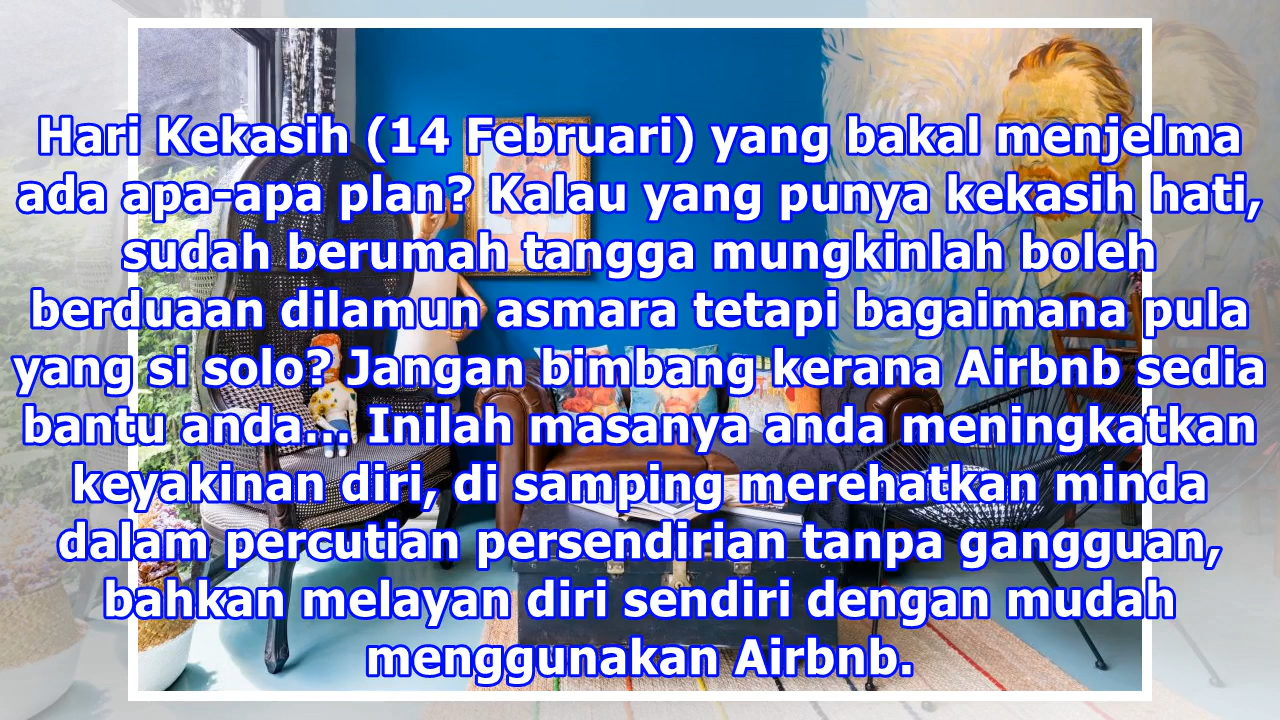 Hari Kekasih (14 Februari) yang bakal menjelma
ada apa-apa plan? Kalau yang punya kekasih hati,
sudah berumah tangga mungkinlah boleh
berduaan dilamun asmara tetapi bagaimana pula
yang si solo? Jangan bimbang kerana Airbnb sedia
bantu anda... Inilah masanya anda meningkatkan
keyakinan diri, di samping merehatkan minda
dalam percutian persendirian tanpa gangguan,
bahkan melayan diri sendiri dengan mudah
menggunakan Airbnb.